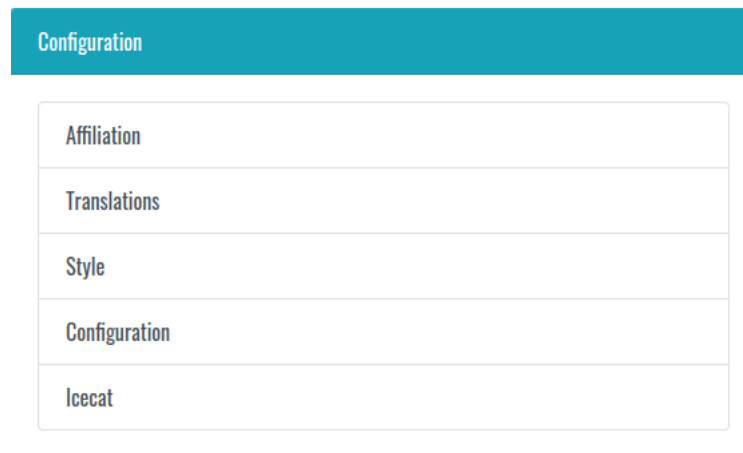 Configuration
Affiliation
Translations
Style
Configuration
Icecat